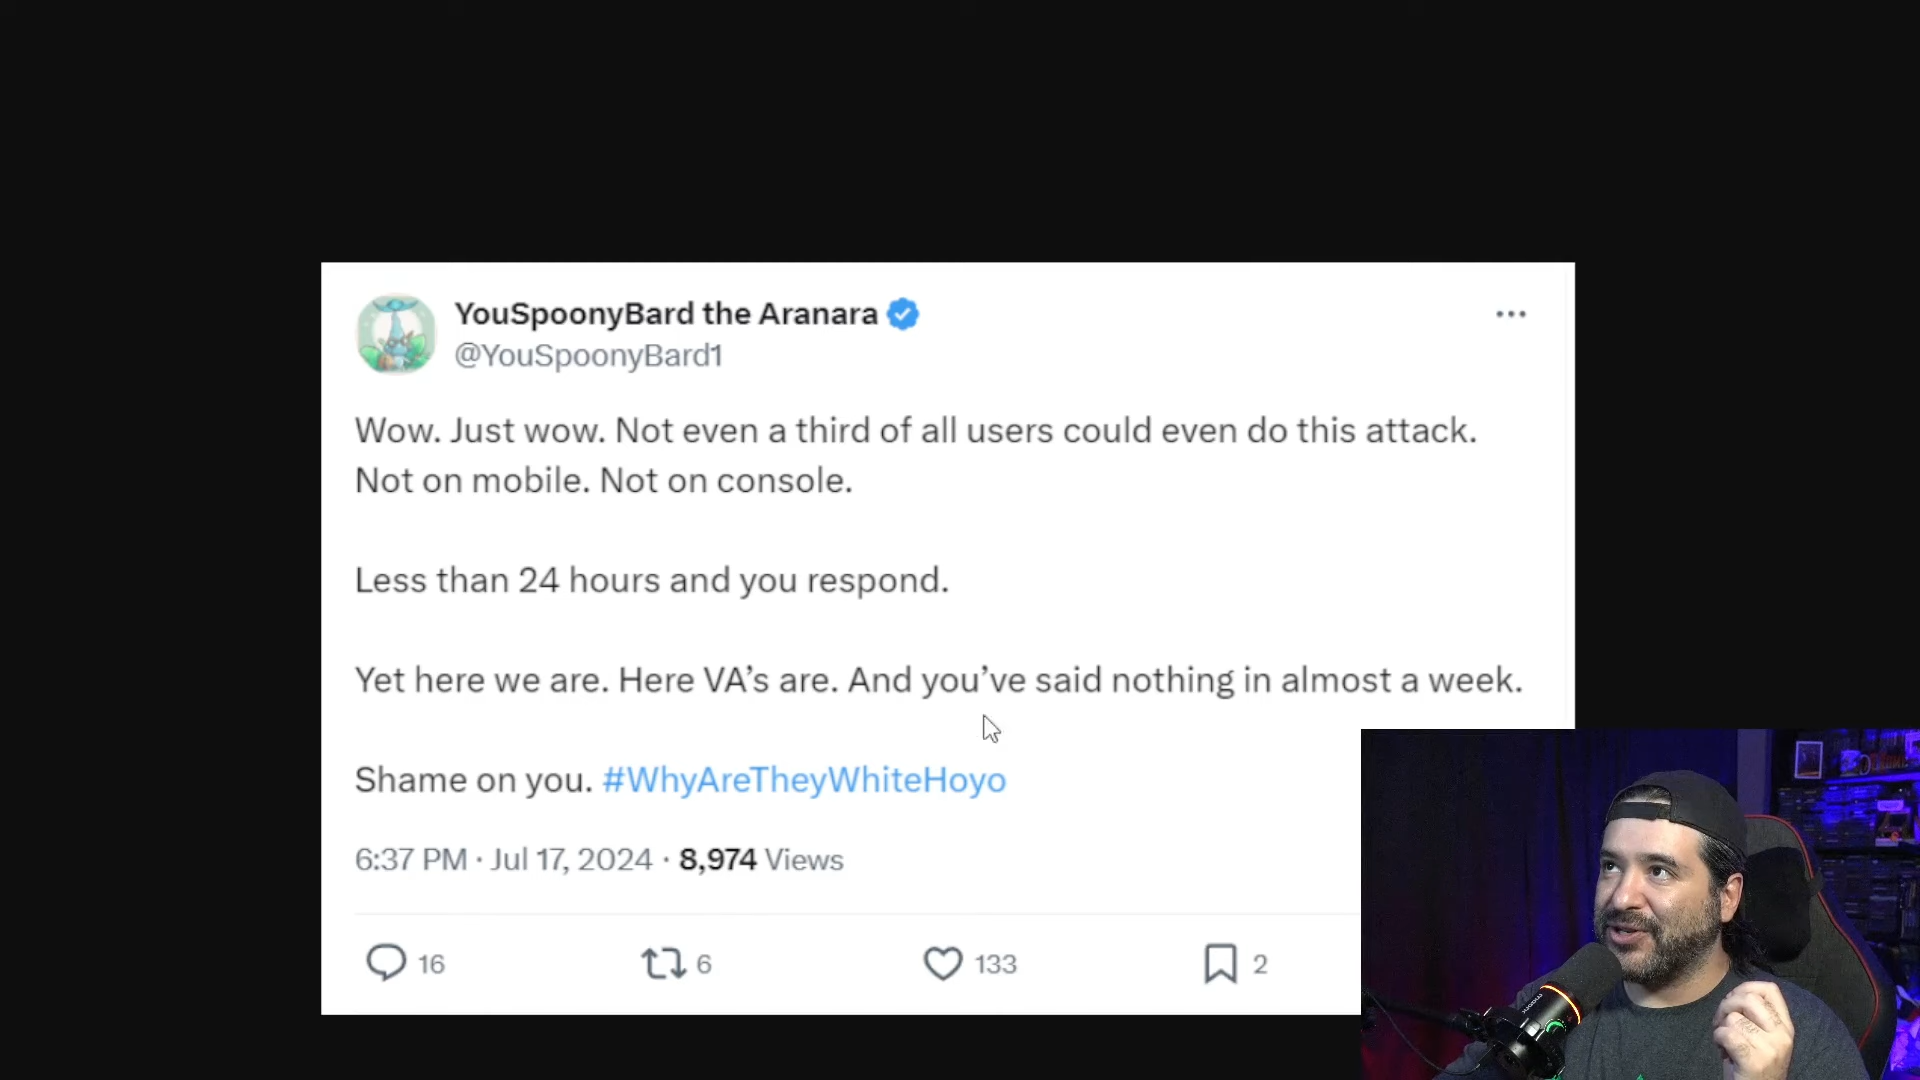 YouSpoonyBard the Aranara
@YouSpoonyBard1
Wow. Just wow. Not even a third of all users could even do this attack.
Not on mobile. Not on console.
Less than 24 hours and you respond.
Yet here we are. Here VA’s are. And you’ve said nothing in almost a week.
Shame on you. #WhyAreTheyWhiteHoyo
6:37 PM · Jul 17, 2024 · 8,974 Views
16
6
133
2